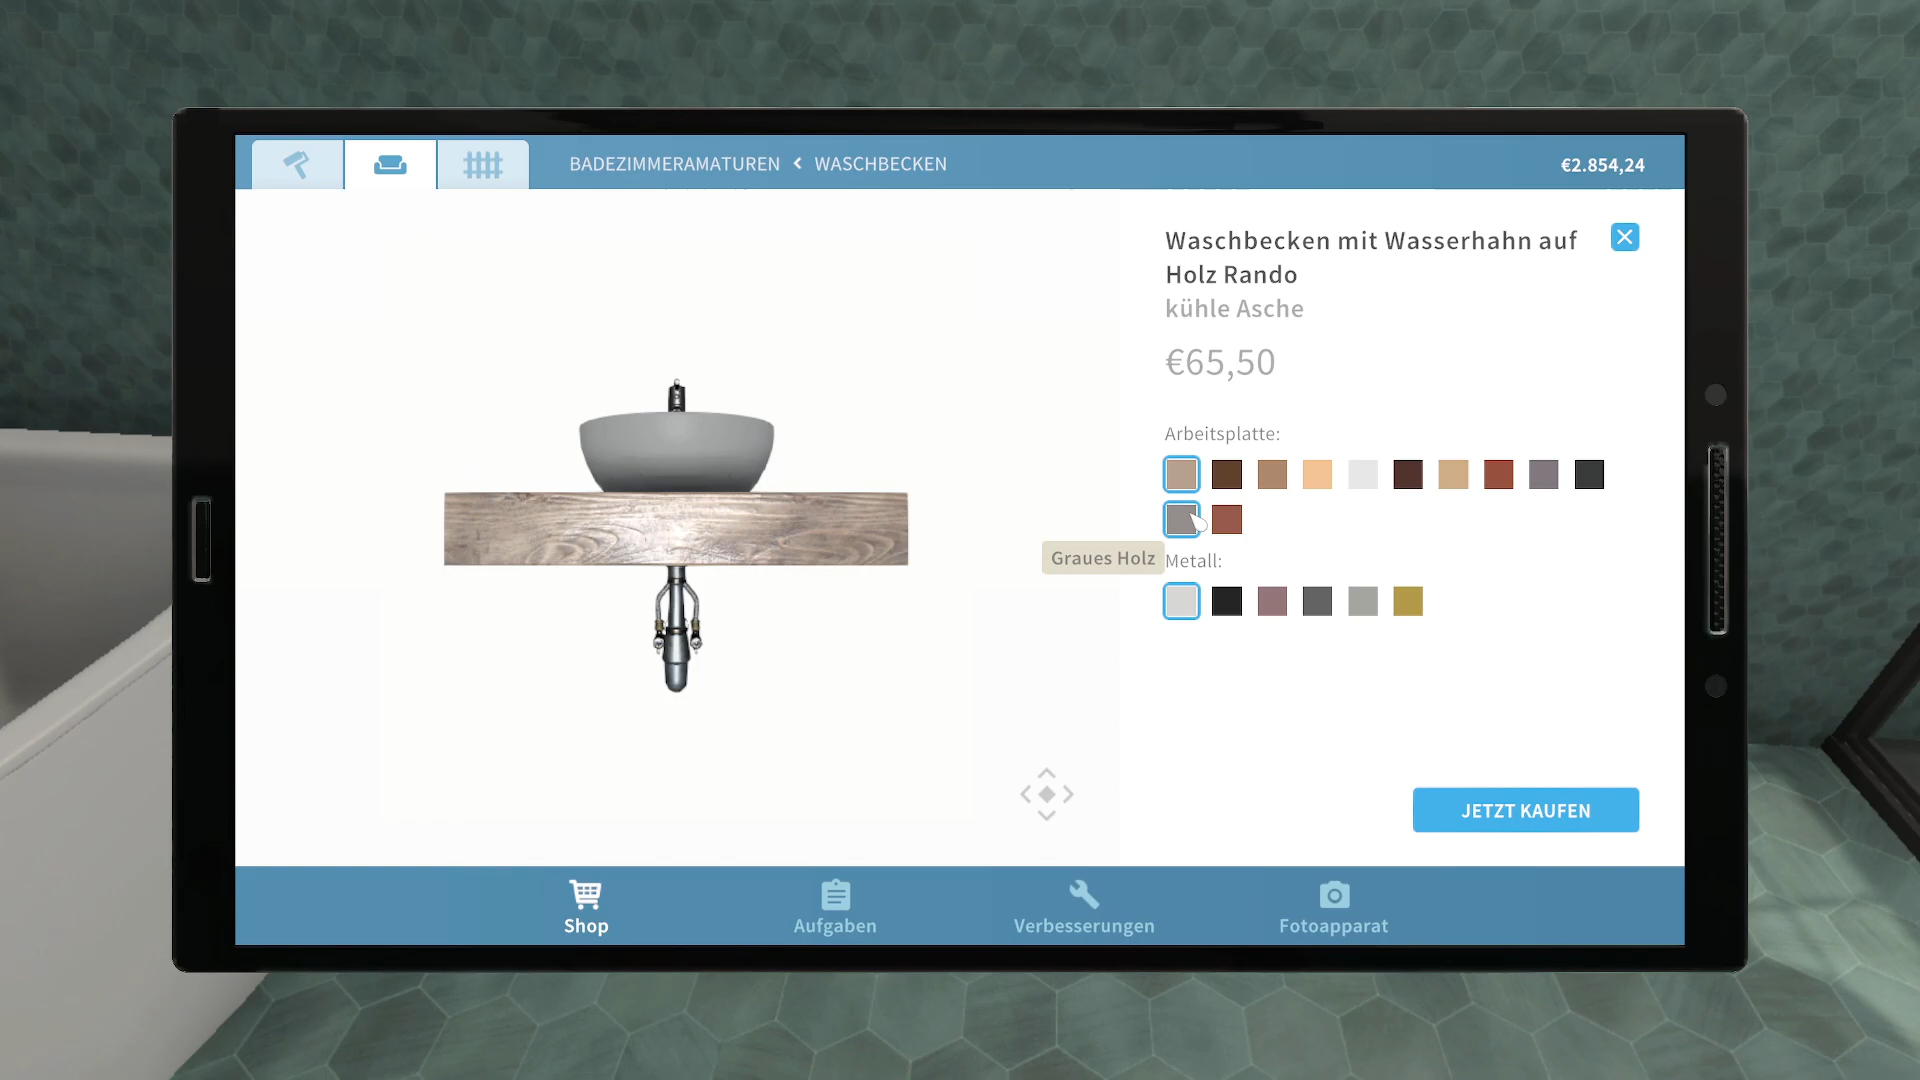 BADEZIMMERAMATUREN < WASCHBECKEN
€2.854,24
Waschbecken mit Wasserhahn auf
Holz Rando
kühle Asche
€65,50
Arbeitsplatte:
Graues Holz
Metall:
JETZT KAUFEN
Shop
Aufgaben
Verbesserungen
Fotoapparat